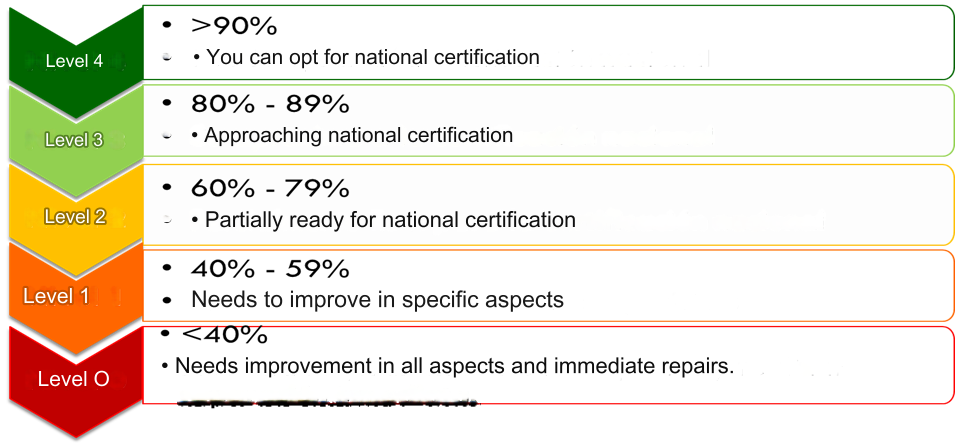 Level 4
• >90%
• You can opt for national certification
Level 3
• 80% - 89%
• Approaching national certification
Level 2
• 60% - 79%
• Partially ready for national certification
Level 1
• 40% - 59%
• Needs to improve in specific aspects
Level O
• <40%
• Needs improvement in all aspects and immediate repairs.